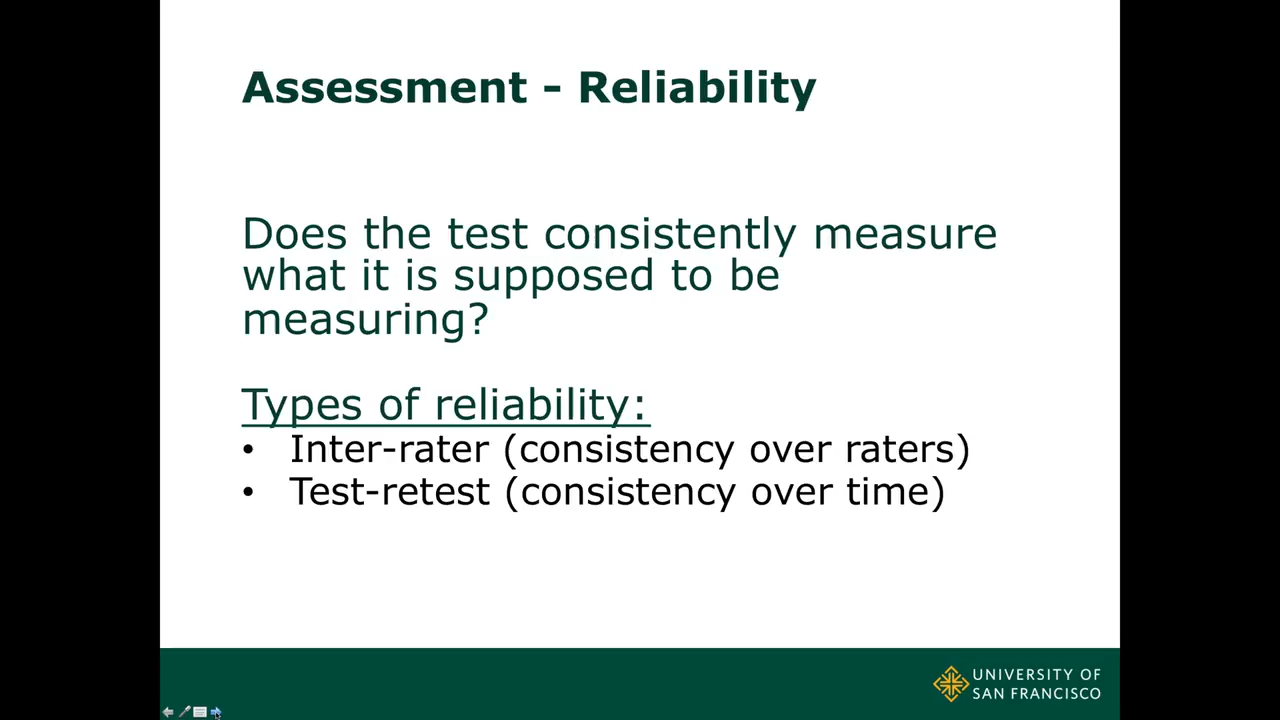 Assessment - Reliability
Does the test consistently measure
what it is supposed to be
measuring?
Types of reliability:
• Inter-rater (consistency over raters)
• Test-retest (consistency over time)
UNIVERSITY OF
SAN FRANCISCO